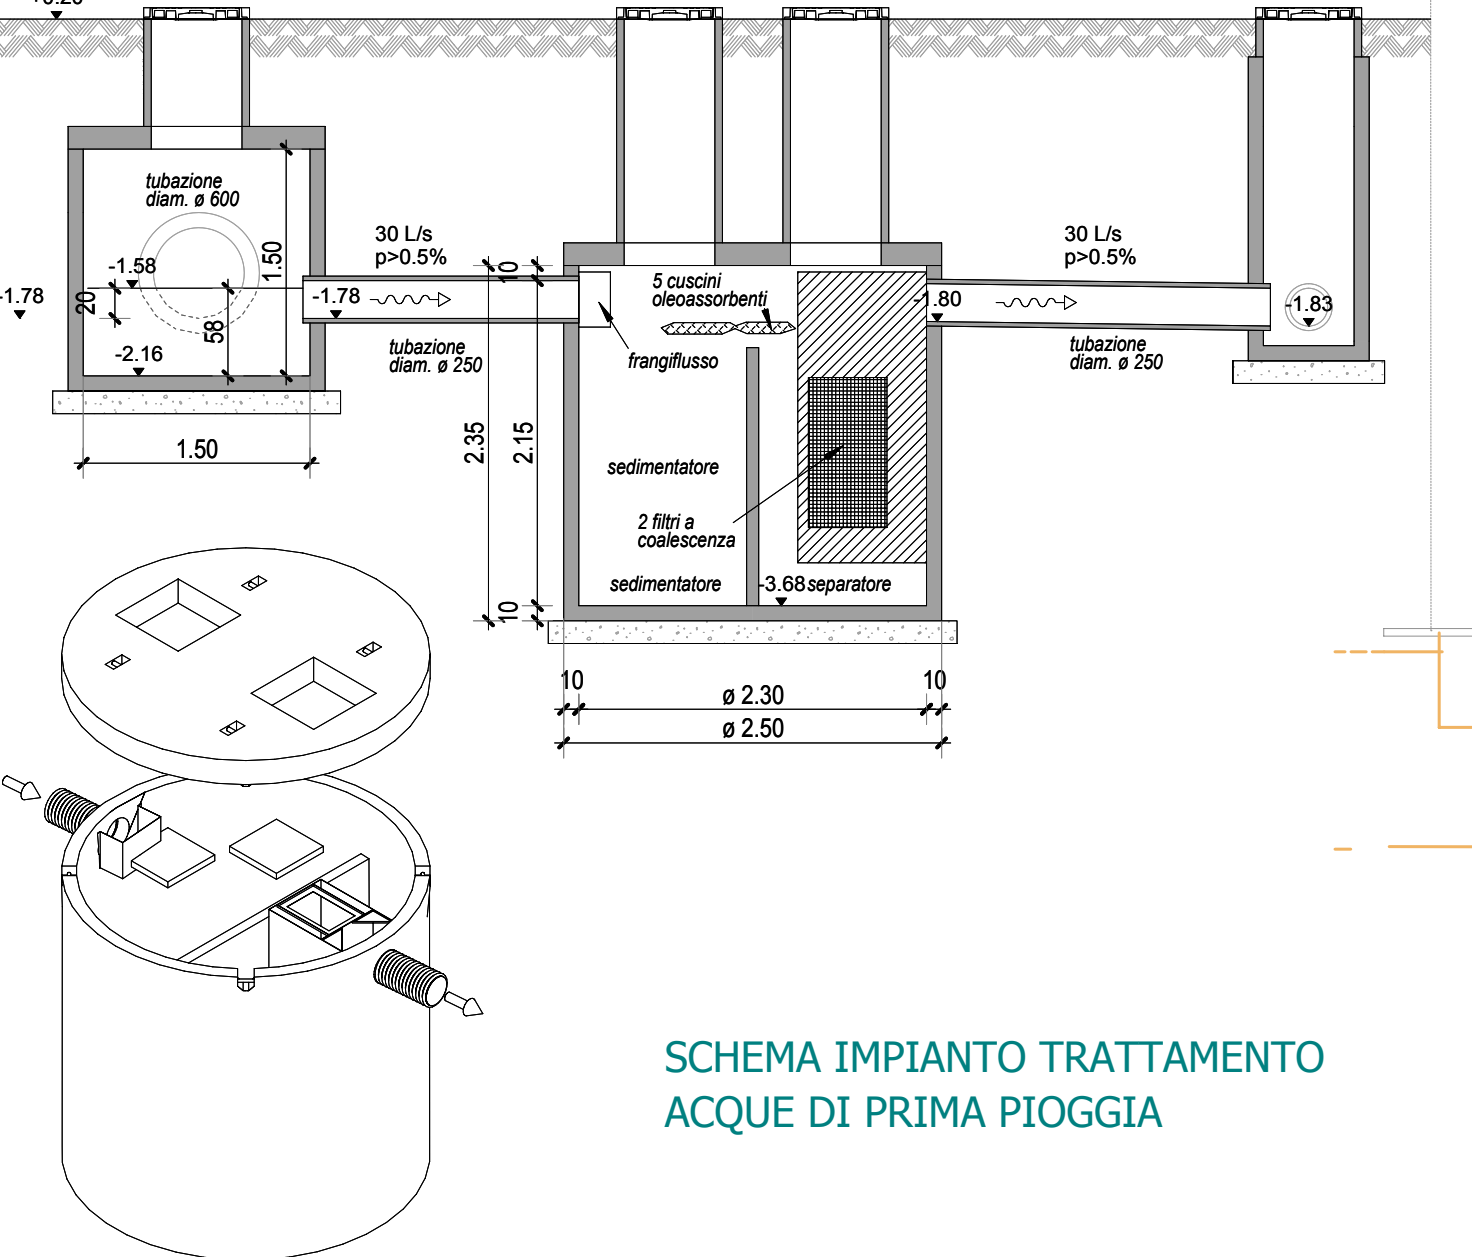 tubazione
diam. ø 600
-1.58
-1.78
20
1.50
58
-2.16
1.50
30 L/s
p>0.5%
-1.78
tubazione
diam. ø 250
10
2.35
2.15
10
5 cuscini
oleoassorbenti
frangiflusso
sedimentatore
2 filtri a
coalescenza
sedimentatore
-3.68 separatore
-1.80
30 L/s
p>0.5%
tubazione
diam. ø 250
-1.83
10
ø 2.30
10
ø 2.50
SCHEMA IMPIANTO TRATTAMENTO
ACQUE DI PRIMA PIOGGIA